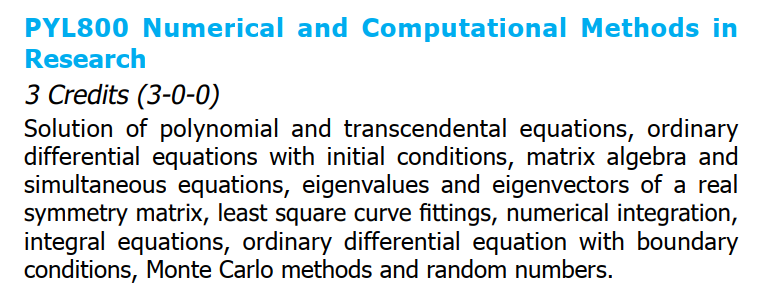 PYL800 Numerical and Computational Methods in
Research
3 Credits (3-0-0)
Solution of polynomial and transcendental equations, ordinary
differential equations with initial conditions, matrix algebra and
simultaneous equations, eigenvalues and eigenvectors of a real
symmetry matrix, least square curve fittings, numerical integration,
integral equations, ordinary differential equation with boundary
conditions, Monte Carlo methods and random numbers.